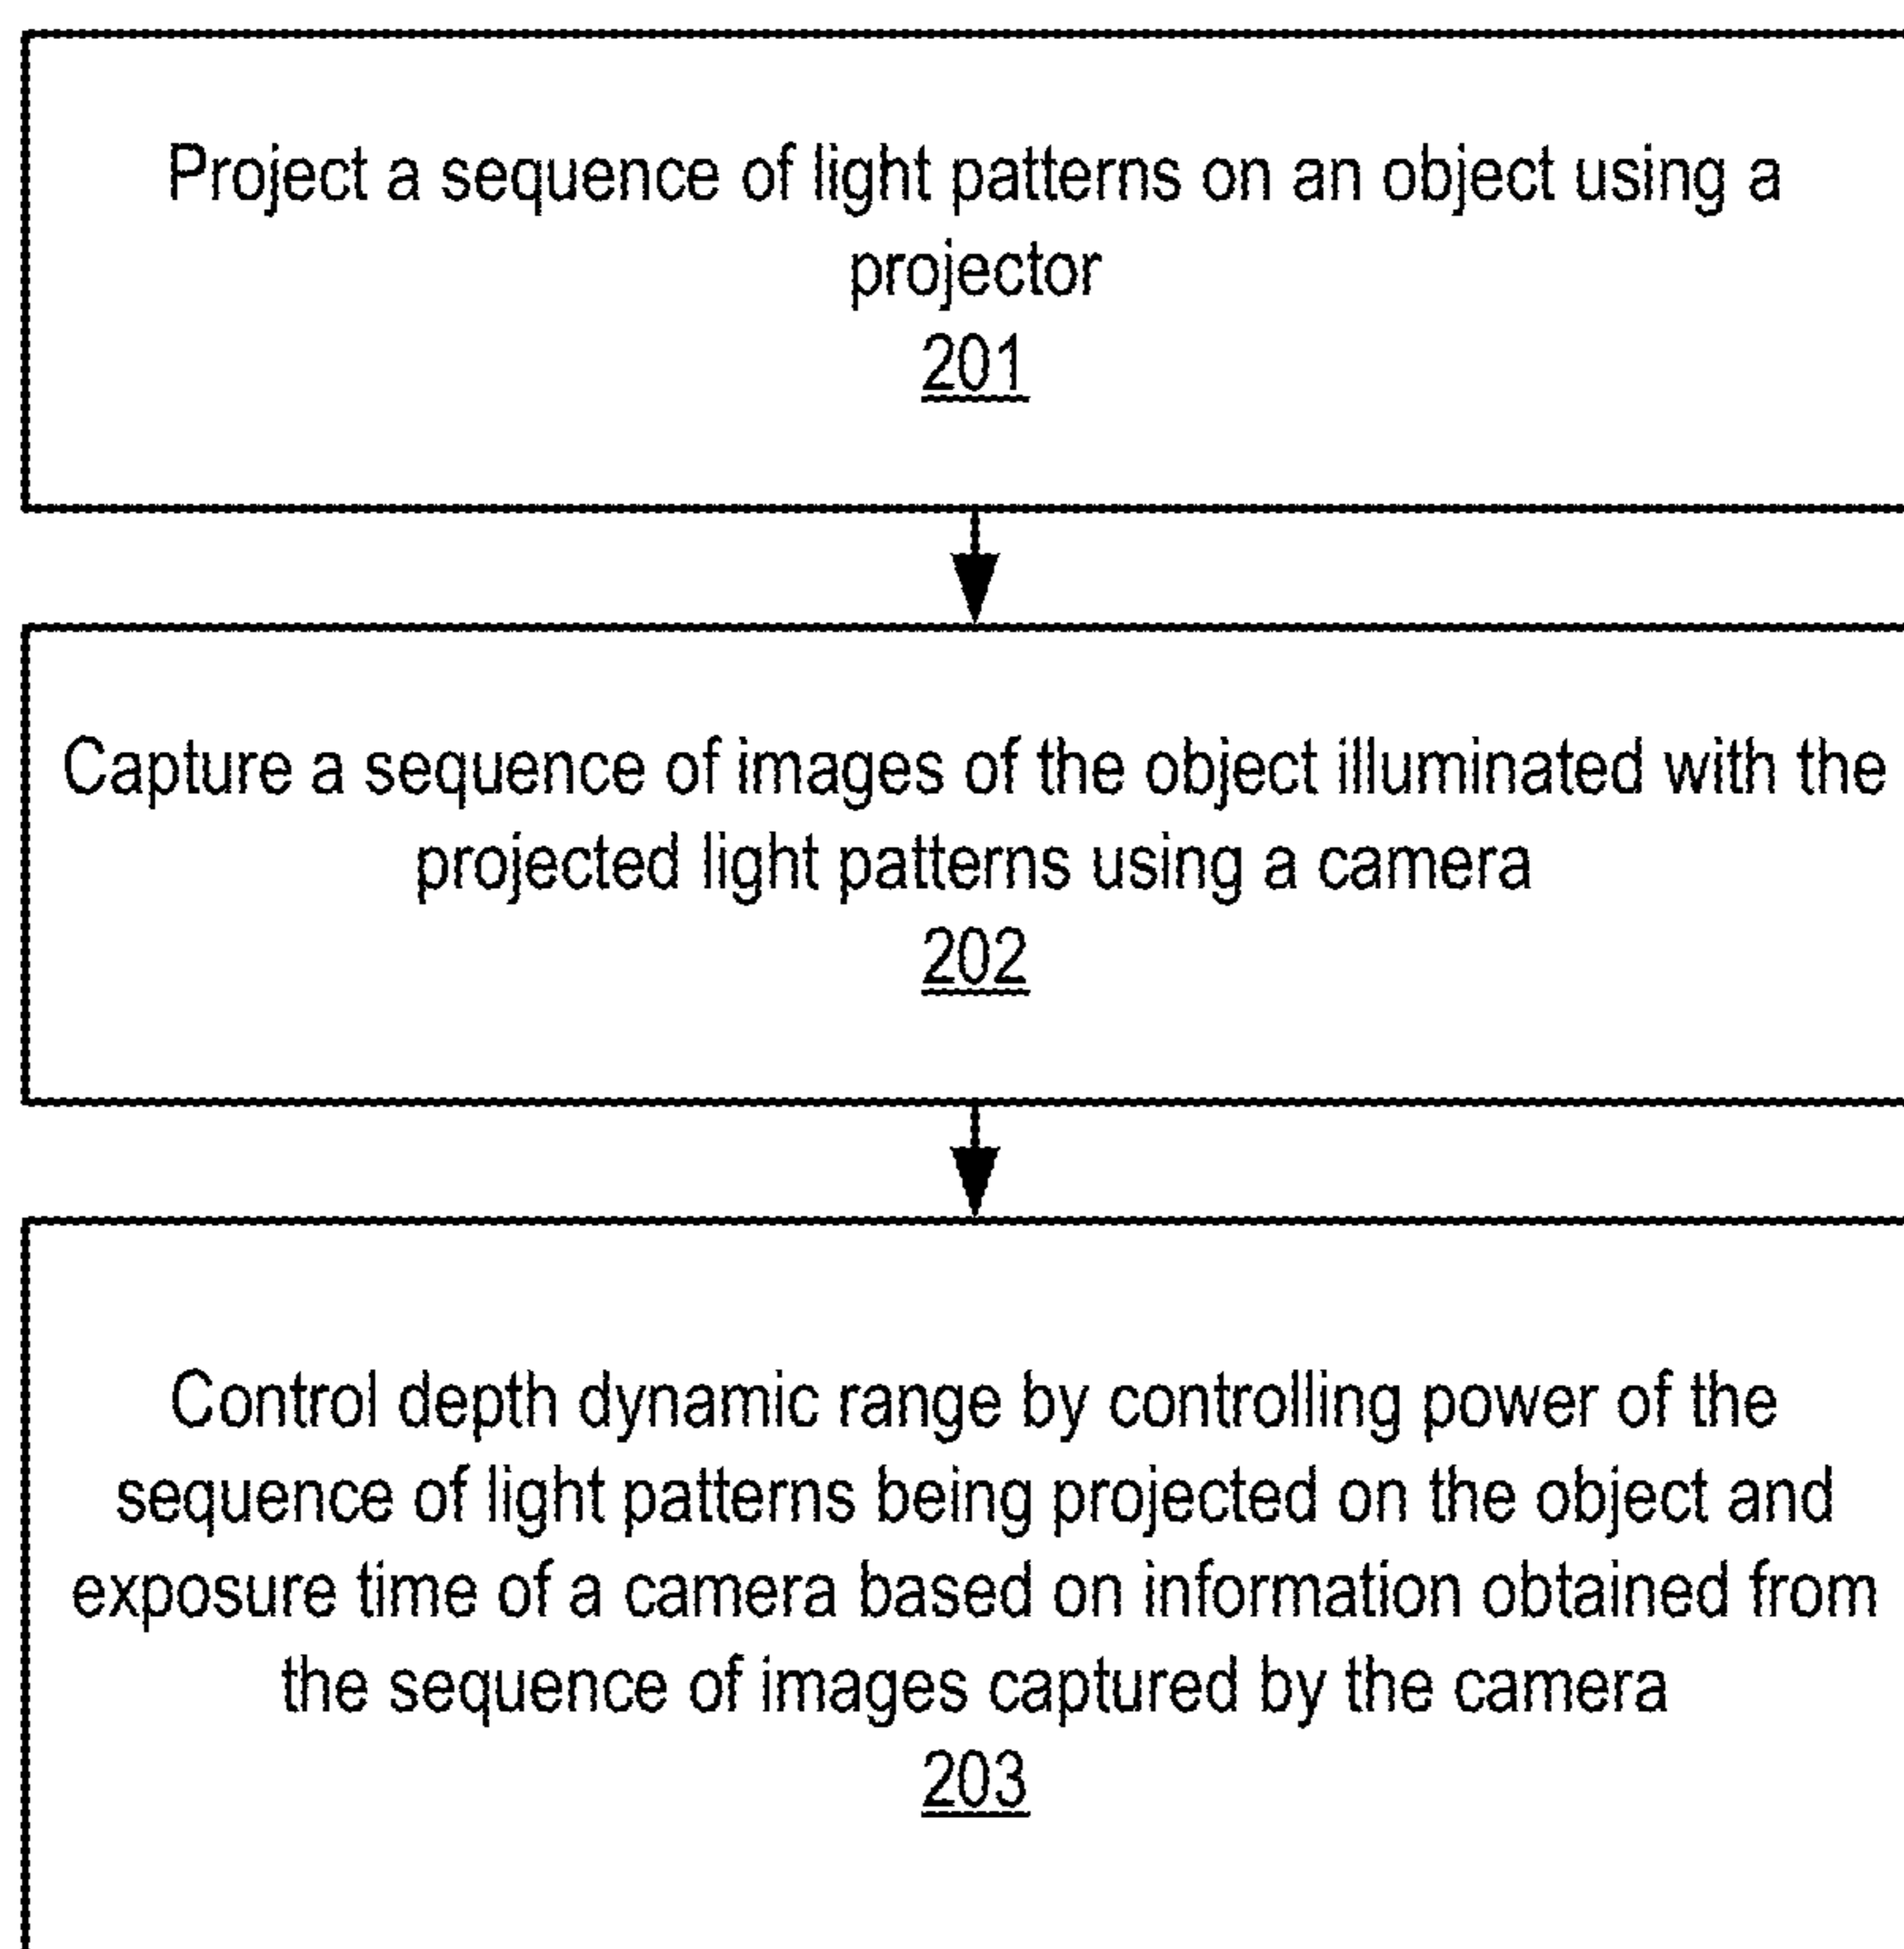 Project a sequence of light patterns on an object using a
projector
201
Capture a sequence of images of the object illuminated with the
projected light patterns using a camera
202
Control depth dynamic range by controlling power of the
sequence of light patterns being projected on the object and
exposure time of a camera based on information obtained from
the sequence of images captured by the camera
203